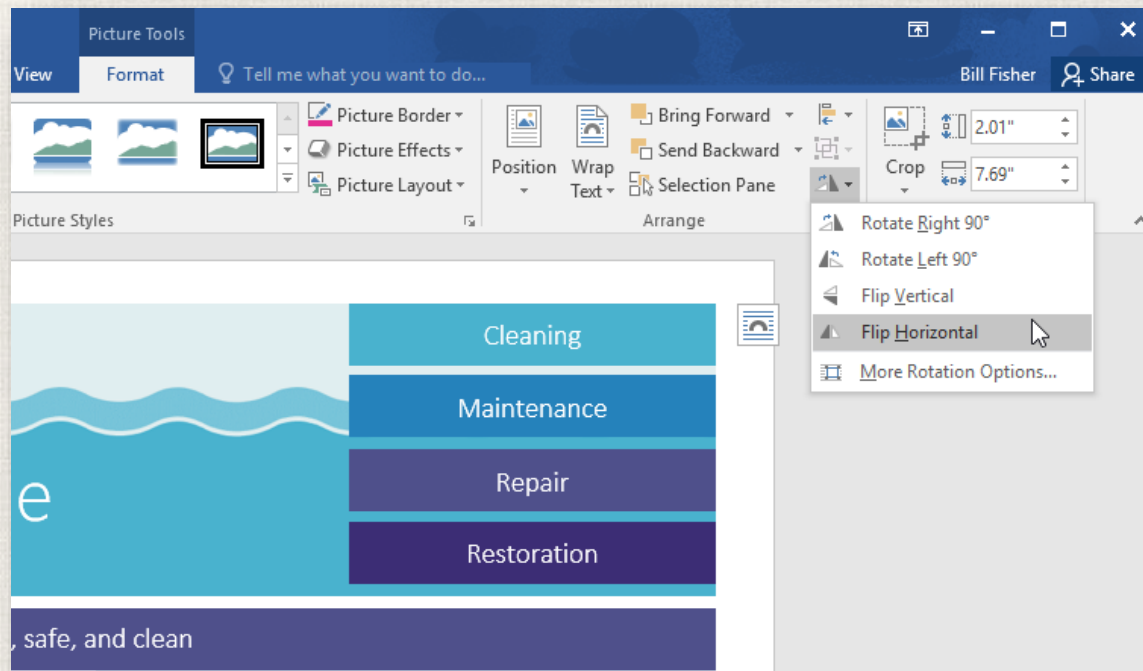 Picture Tools
View
Format
Tell me what you want to do...
Bill Fisher
Share
Picture Border
Picture Effects
Picture Layout
Position
Wrap
Text
Bring Forward
Send Backward
Selection Pane
Crop
2.01"
7.69"
Picture Styles
Arrange
Rotate Right 90°
Rotate Left 90°
Flip Vertical
Flip Horizontal
More Rotation Options...
Cleaning
Maintenance
Repair
Restoration
e
, safe, and clean